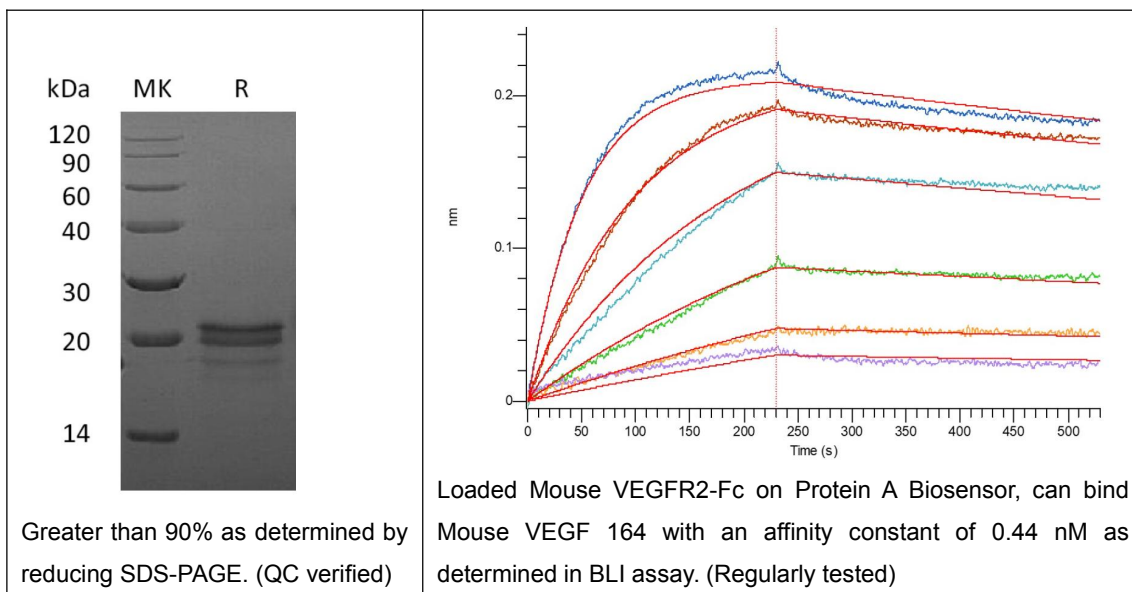 kDa MK R
120
90
60
40
30
20
14
Greater than 90% as determined by
reducing SDS-PAGE. (QC verified)
0.2
0.1
0
nm
0 50 100 150 200 250 300 350 400 450 500
Time (s)
Loaded Mouse VEGFR2-Fc on Protein A Biosensor, can bind
Mouse VEGF 164 with an affinity constant of 0.44 nM as
determined in BLI assay. (Regularly tested)